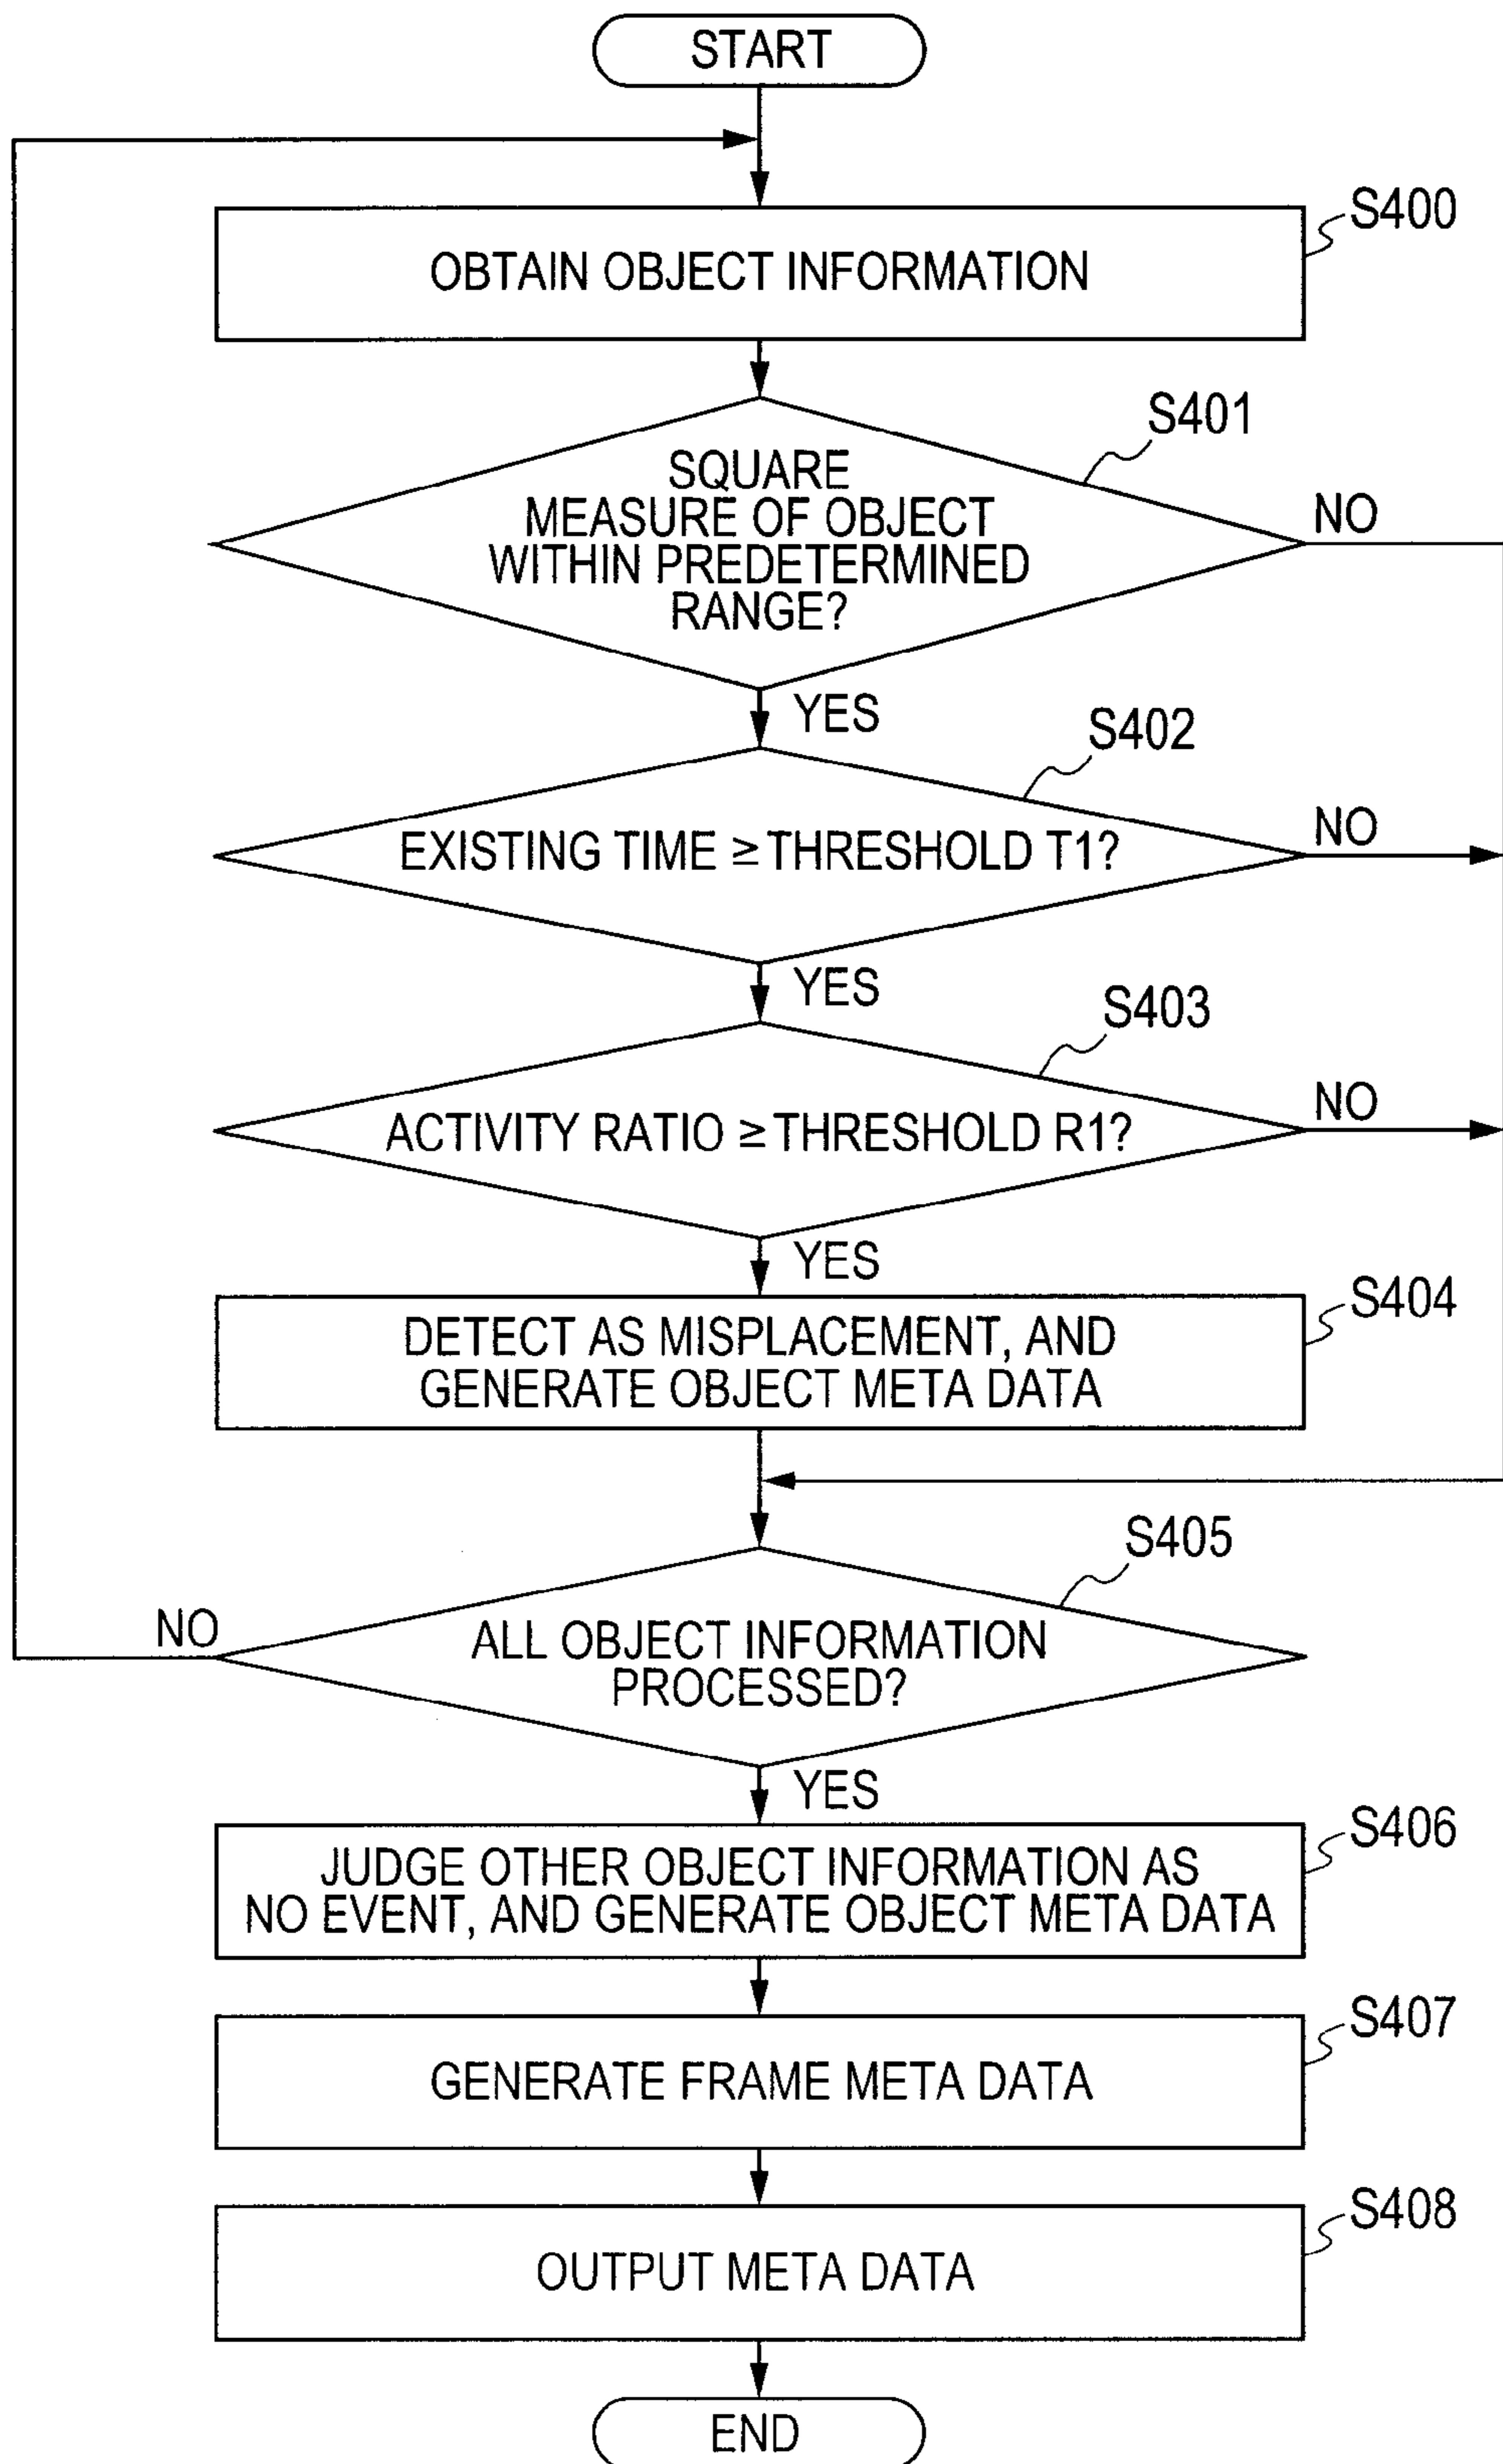 START
S400
OBTAIN OBJECT INFORMATION
S401
SQUARE
MEASURE OF OBJECT
WITHIN PREDETERMINED
RANGE?
NO
YES
S402
EXISTING TIME ≥ THRESHOLD T1?
NO
YES
S403
ACTIVITY RATIO ≥ THRESHOLD R1?
NO
YES
S404
DETECT AS MISPLACEMENT, AND
GENERATE OBJECT META DATA
S405
ALL OBJECT INFORMATION
PROCESSED?
NO
YES
S406
JUDGE OTHER OBJECT INFORMATION AS
NO EVENT, AND GENERATE OBJECT META DATA
S407
GENERATE FRAME META DATA
S408
OUTPUT META DATA
END